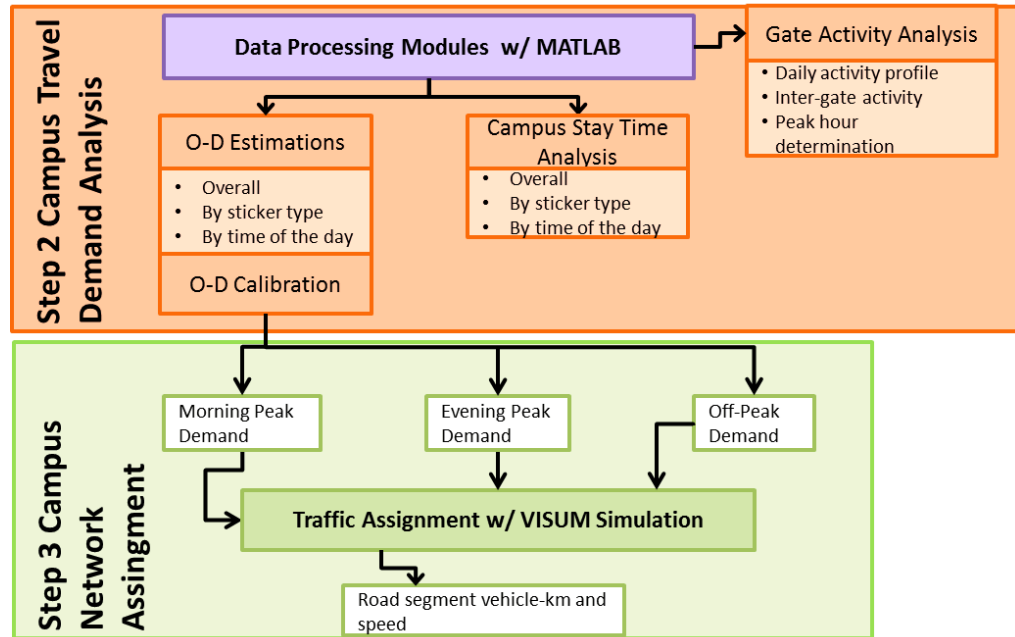 Step 2 Campus Travel
Demand Analysis
Data Processing Modules w/ MATLAB
Gate Activity Analysis
• Daily activity profile
• Inter-gate activity
• Peak hour
determination
O-D Estimations
• Overall
• By sticker type
• By time of the day
O-D Calibration
Campus Stay Time
Analysis
• Overall
• By sticker type
• By time of the day
Step 3 Campus
Network
Assingment
Morning Peak
Demand
Evening Peak
Demand
Off-Peak
Demand
Traffic Assignment w/ VISUM Simulation
Road segment vehicle-km and
speed